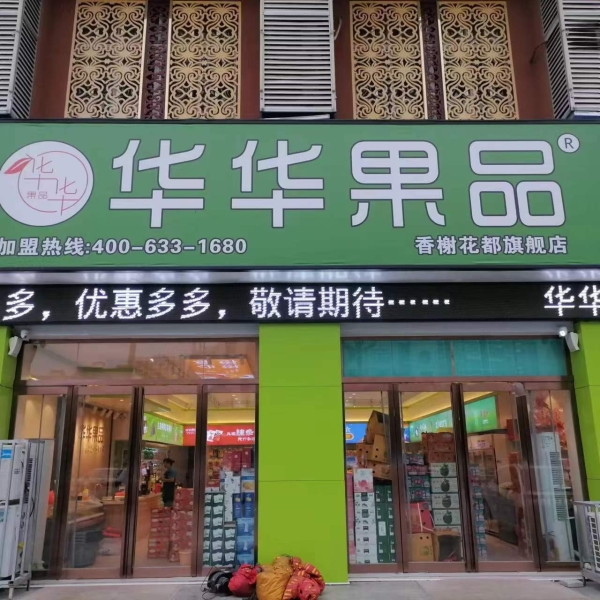 华华
果品
华华果品®
加盟热线:400-633-1680
香榭花都旗舰店
多，优惠多多，敬请期待⋯⋯ 华华